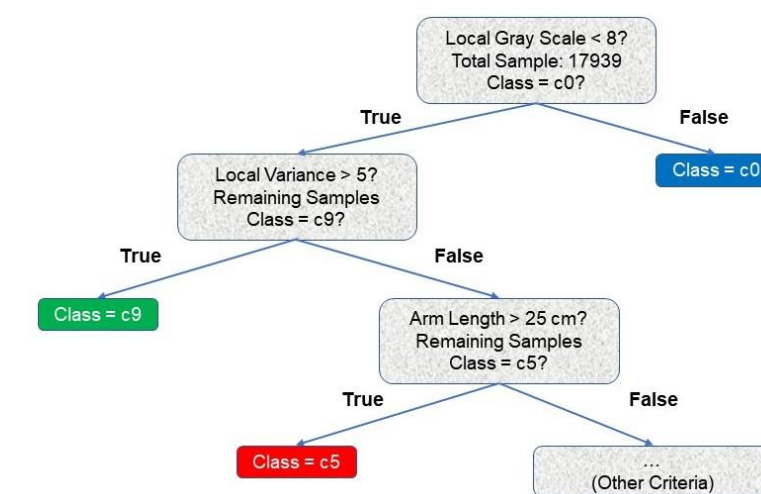 Local Gray Scale < 8?
Total Sample: 17939
Class = c0?
True
False
Local Variance > 5?
Remaining Samples
Class = c9?
Class = c0
True
False
Class = c9
Arm Length > 25 cm?
Remaining Samples
Class = c5?
True
False
Class = c5
...
(Other Criteria)